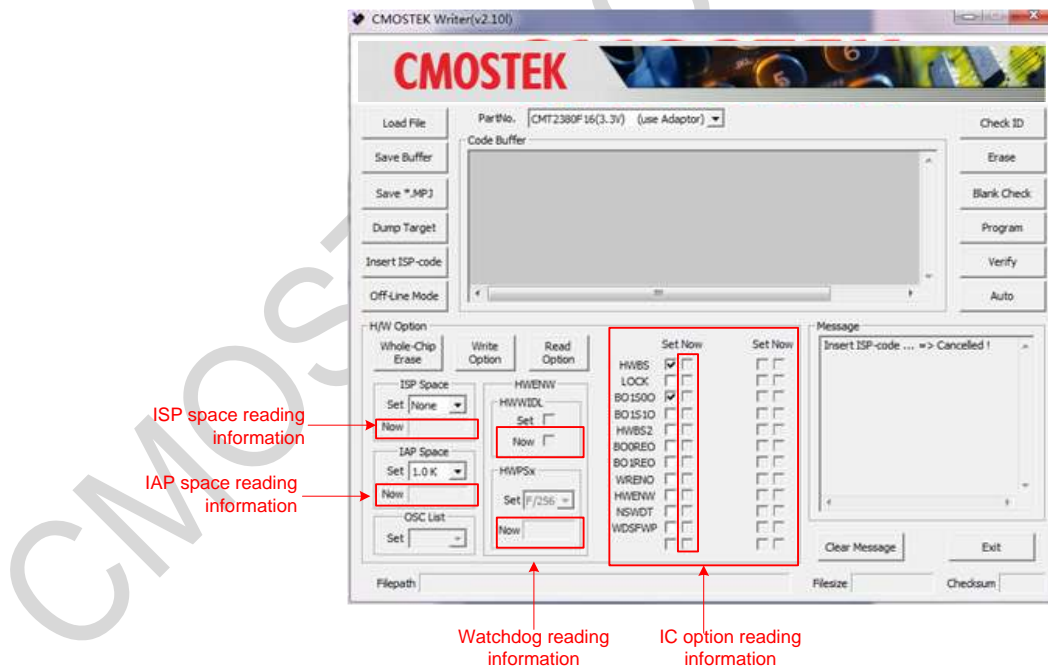 CMOSTEK Writer(v2.10l)
CMOSTEK
Load File
PartNo. CMT2380F16(3.3V) (use Adaptor)
Check ID
Code Buffer
Save Buffer
Erase
Save *.MPJ
Blank Check
Dump Target
Program
Insert ISP-code
Verify
Off-Line Mode
Auto
H/W Option
Whole-Chip
Erase
Write
Option
Read
Option
ISP Space
Set None
Now
IAP Space
Set 1.0 K
Now
OSC List
Set
HWENW
HWWIDL
Set
Now
HWPSx
Set F/256
Now
Set Now
Set Now
HWBS
LOCK
BO1S0O
BO1S1O
HWBS2
BO0REO
BO1REO
WRENO
HWENW
NSWDT
WDSFWP
Message
Insert ISP-code ... => Cancelled !
Clear Message
Exit
Filepath
Filesize
Checksum
ISP space reading
information
IAP space reading
information
Watchdog reading
information
IC option reading
information